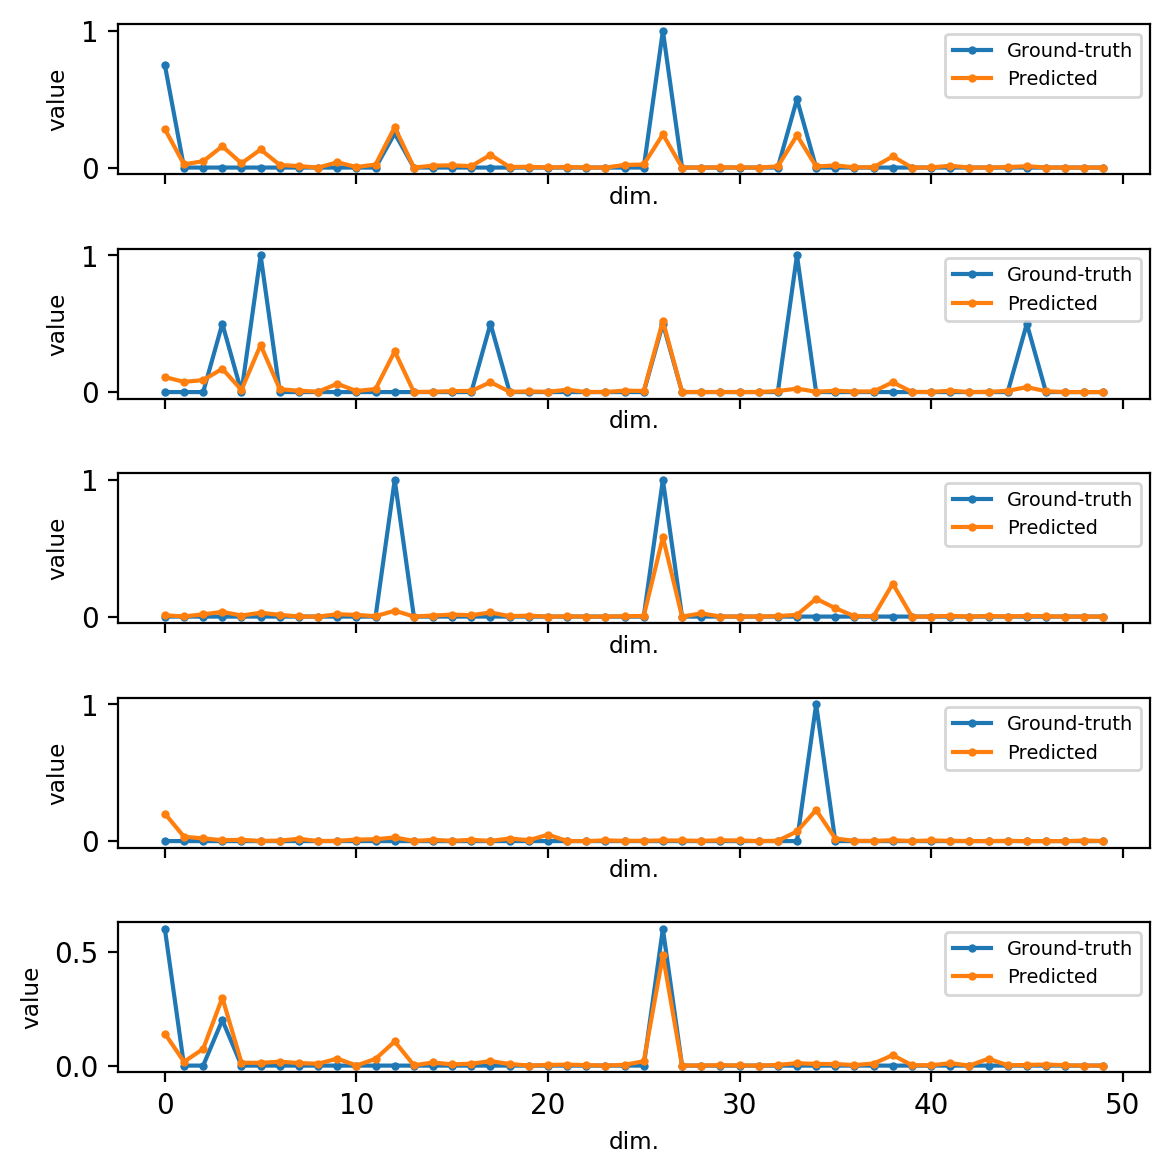 1
Ground-truth
Predicted
value
0
dim.
1
Ground-truth
Predicted
value
0
dim.
1
Ground-truth
Predicted
value
0
dim.
1
Ground-truth
Predicted
value
0
dim.
0.5
Ground-truth
Predicted
value
0.0
0 10 20 30 40 50
dim.